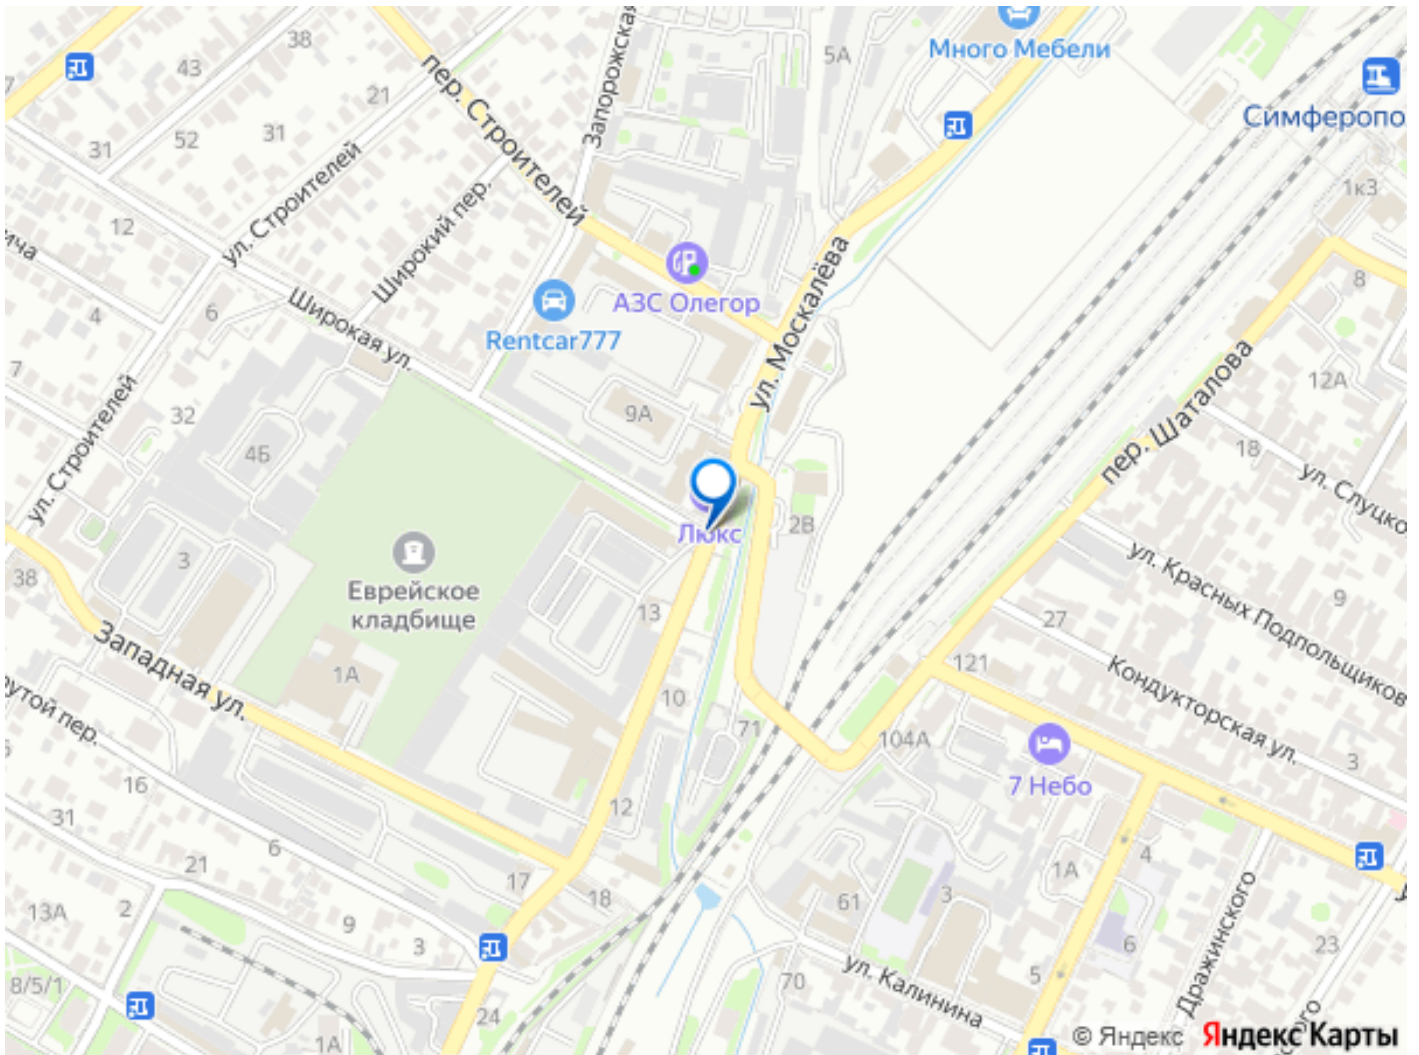 38
5А
Много Мебели
43
21
Запорожская
пер. Строителей
Симферопо
31
52
31
ул. Строителей
Широкий пер.
1к3
12
ича
ул. Москалёва
8
АЗС Олегор
4
6
Широкая ул.
Rentcar777
пер. Шаталова
7
12А
32
9А
4Б
18
ул. Строителей
ул. Слуцко
Люкс
2В
ул. Красных Подпольщиков
3
38
Еврейское
кладбище
9
13
27
Западная ул.
1А
121
Кондукторская ул.
10
утой пер.
71
104А
3
16
7 Небо
31
12
6
4
1А
21
17
18
3
61
13А
2
9
3
6
23
Дражинского
ул. Калинина
8/5/1
70
5
24
1А
ского
© Яндекс Яндекс Карты